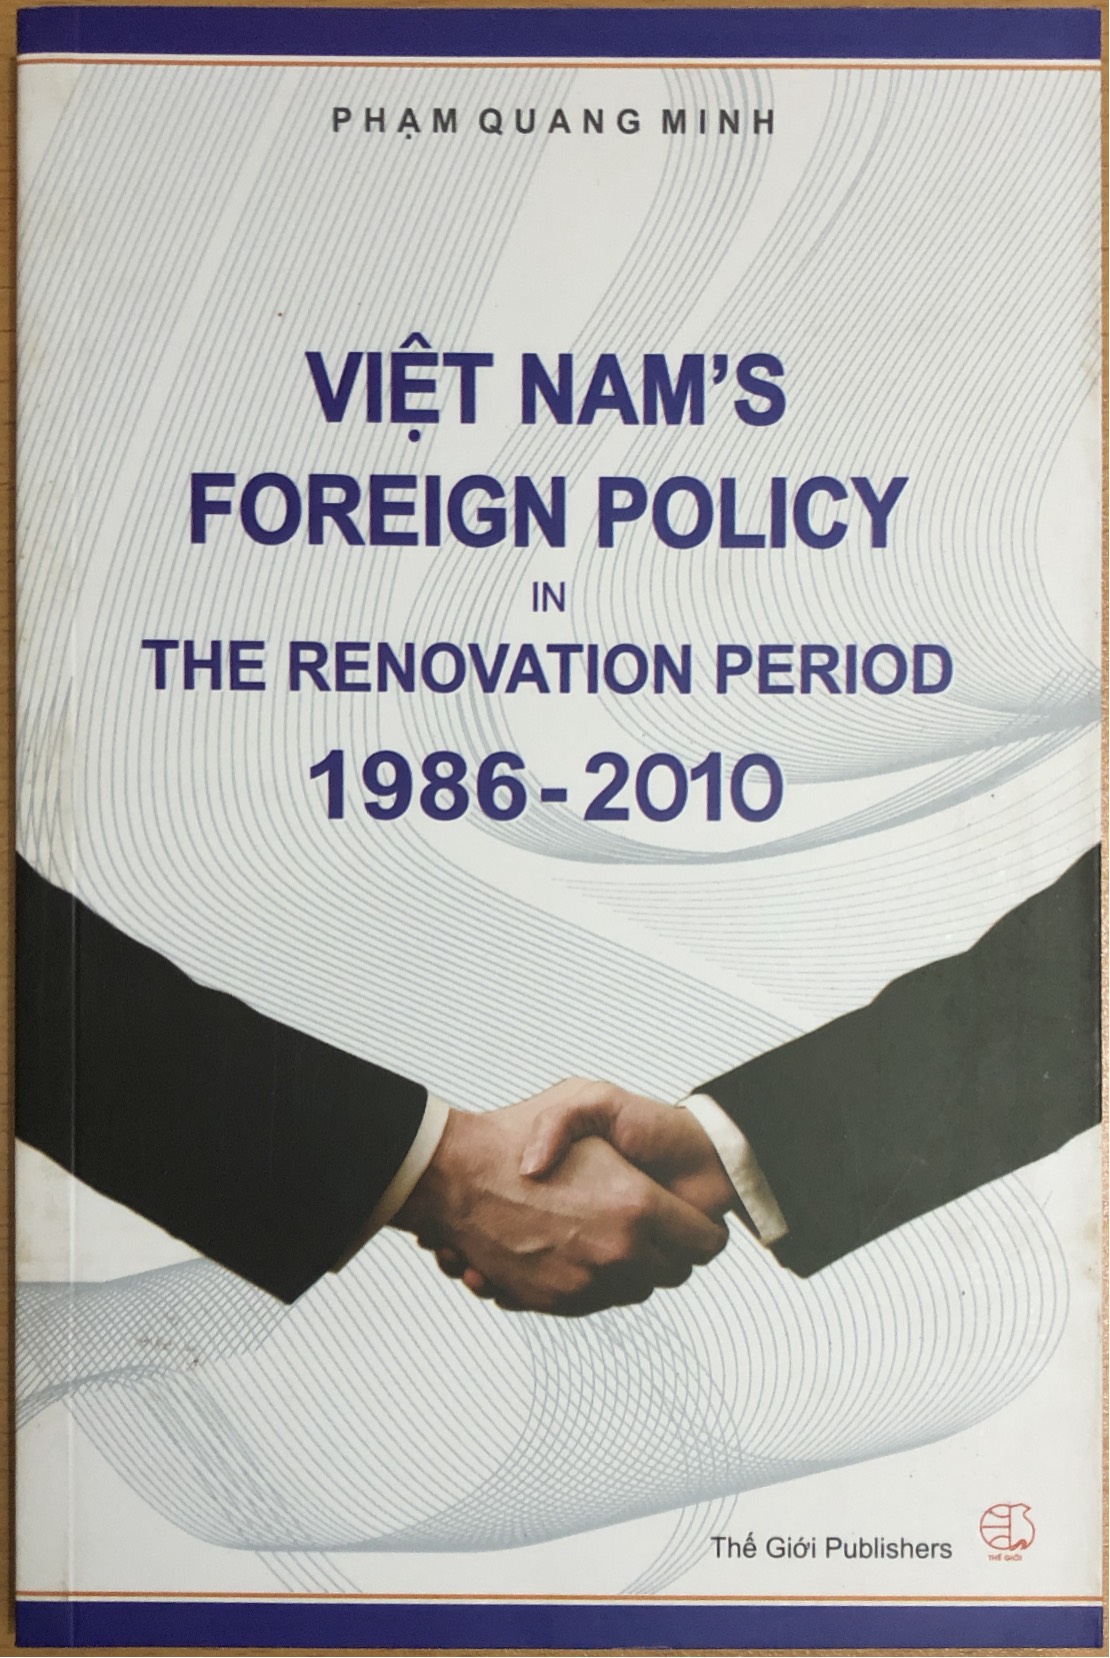 PHẠM QUANG MINH
VIỆT NAM'S
FOREIGN POLICY
IN
THE RENOVATION PERIOD
1986-2010
Thế Giới Publishers
THẾ GIỚI